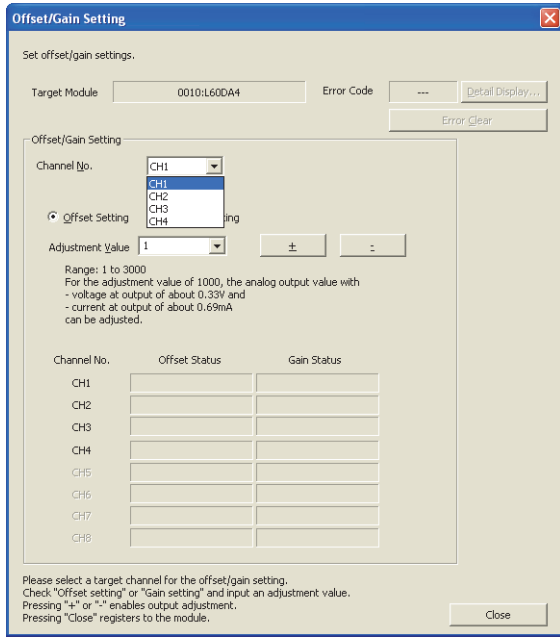 Offset/Gain Setting
Set offset/gain settings.
Target Module 0010:L60DA4 Error Code --- Detail Display...
Error Clear
Offset/Gain Setting
Channel No. CH1
CH1
CH2
CH3
CH4
Offset Setting ting
Adjustment Value 1 + -
Range: 1 to 3000
For the adjustment value of 1000, the analog output value with
- voltage at output of about 0.33V and
- current at output of about 0.69mA
can be adjusted.
Channel No. Offset Status Gain Status
CH1
CH2
CH3
CH4
CH5
CH6
CH7
CH8
Please select a target channel for the offset/gain setting.
Check "Offset setting" or "Gain setting" and input an adjustment value.
Pressing "+" or "-" enables output adjustment.
Pressing "Close" registers to the module.
Close